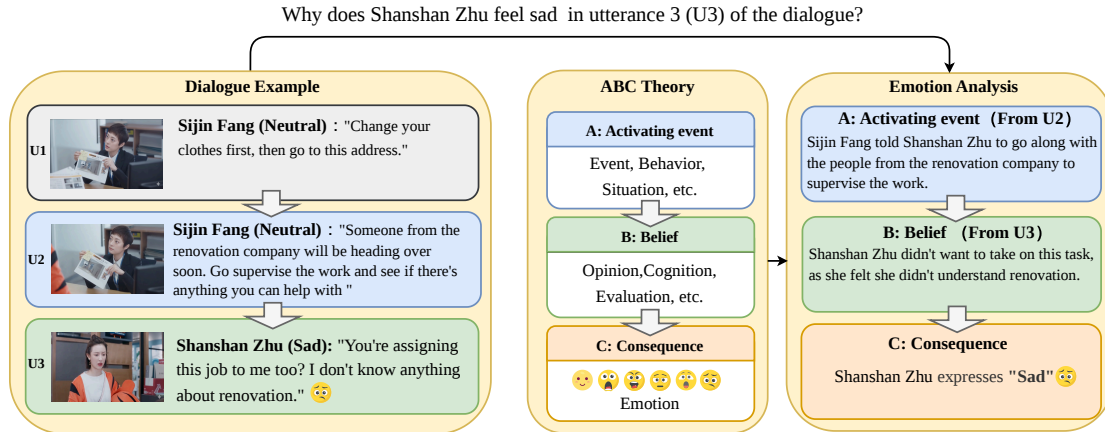 Why does Shanshan Zhu feel sad in utterance 3 (U3) of the dialogue?
Dialogue Example
U1
Sijin Fang (Neutral)："Change your
clothes first, then go to this address."
U2
Sijin Fang (Neutral)："Someone from the
renovation company will be heading over
soon. Go supervise the work and see if there's
anything you can help with "
U3
Shanshan Zhu (Sad): "You're assigning
this job to me too? I don't know anything
about renovation."
ABC Theory
A: Activating event
Event, Behavior,
Situation, etc.
B: Belief
Opinion,Cognition,
Evaluation, etc.
C: Consequence
Emotion
Emotion Analysis
A: Activating event（From U2）
Sijin Fang told Shanshan Zhu to go along with
the people from the renovation company to
supervise the work.
B: Belief （From U3）
Shanshan Zhu didn't want to take on this task,
as she felt she didn't understand renovation.
C: Consequence
Shanshan Zhu expresses "Sad"